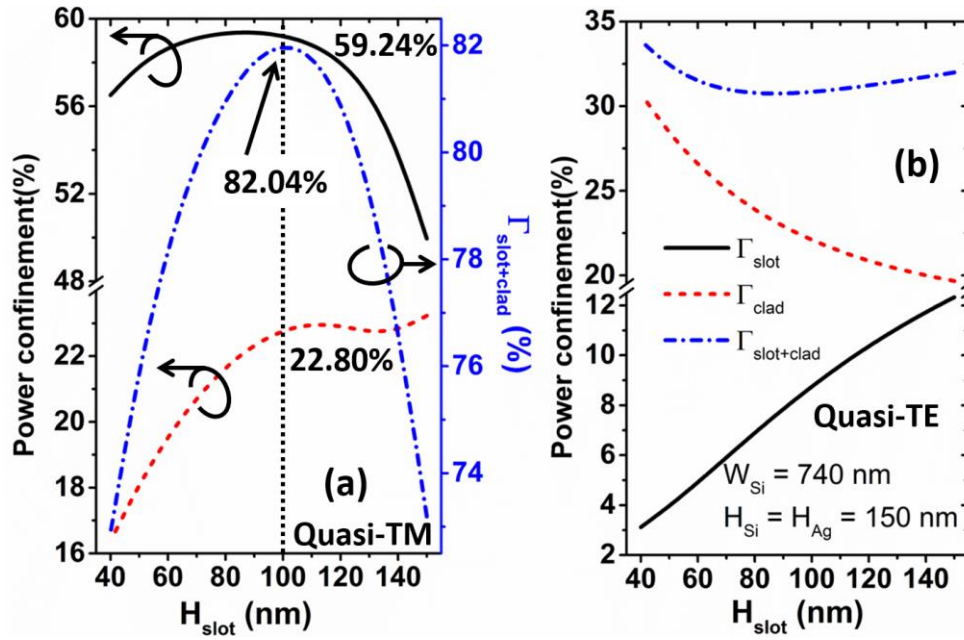 Power confinement(%)
60
58
56
54
52
50
48
22
20
18
16
59.24%
82.04%
22.80%
(a)
Quasi-TM
82
80
78
76
74
Γslot+clad (%)
40 60 80 100 120 140
Hslot (nm)
Power confinement(%)
35
30
25
20
12
10
8
6
4
2
(b)
Γslot
Γclad
Γslot+clad
Quasi-TE
WSi = 740 nm
HSi = HAg = 150 nm
40 60 80 100 120 140
Hslot (nm)